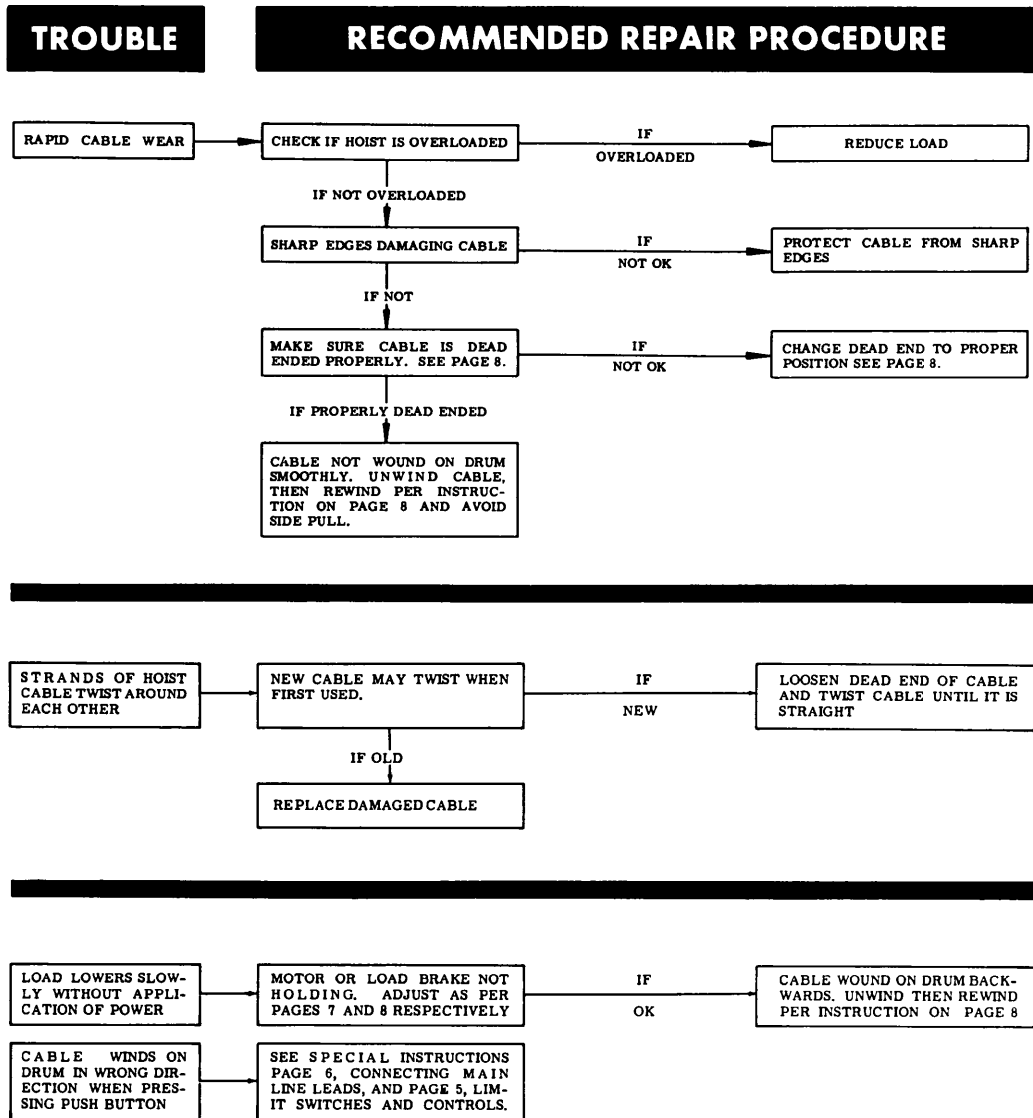 TROUBLE
RECOMMENDED REPAIR PROCEDURE
RAPID CABLE WEAR
CHECK IF HOIST IS OVERLOADED
IF
OVERLOADED
REDUCE LOAD
IF NOT OVERLOADED
SHARP EDGES DAMAGING CABLE
IF
NOT OK
PROTECT CABLE FROM SHARP
EDGES
IF NOT
MAKE SURE CABLE IS DEAD
ENDED PROPERLY. SEE PAGE 8.
IF
NOT OK
CHANGE DEAD END TO PROPER
POSITION SEE PAGE 8.
IF PROPERLY DEAD ENDED
CABLE NOT WOUND ON DRUM
SMOOTHLY. UNWIND CABLE,
THEN REWIND PER INSTRUC-
TION ON PAGE 8 AND AVOID
SIDE PULL.
STRANDS OF HOIST
CABLE TWIST AROUND
EACH OTHER
NEW CABLE MAY TWIST WHEN
FIRST USED.
IF
NEW
LOOSEN DEAD END OF CABLE
AND TWIST CABLE UNTIL IT IS
STRAIGHT
IF OLD
REPLACE DAMAGED CABLE
LOAD LOWERS SLOW-
LY WITHOUT APPLI-
CATION OF POWER
MOTOR OR LOAD BRAKE NOT
HOLDING. ADJUST AS PER
PAGES 7 AND 8 RESPECTIVELY
IF
OK
CABLE WOUND ON DRUM BACK-
WARDS. UNWIND THEN REWIND
PER INSTRUCTION ON PAGE 8
CABLE WINDS ON
DRUM IN WRONG DIR-
ECTION WHEN PRES-
SING PUSH BUTTON
SEE SPECIAL INSTRUCTIONS
PAGE 6, CONNECTING MAIN
LINE LEADS, AND PAGE 5, LIM-
IT SWITCHES AND CONTROLS.